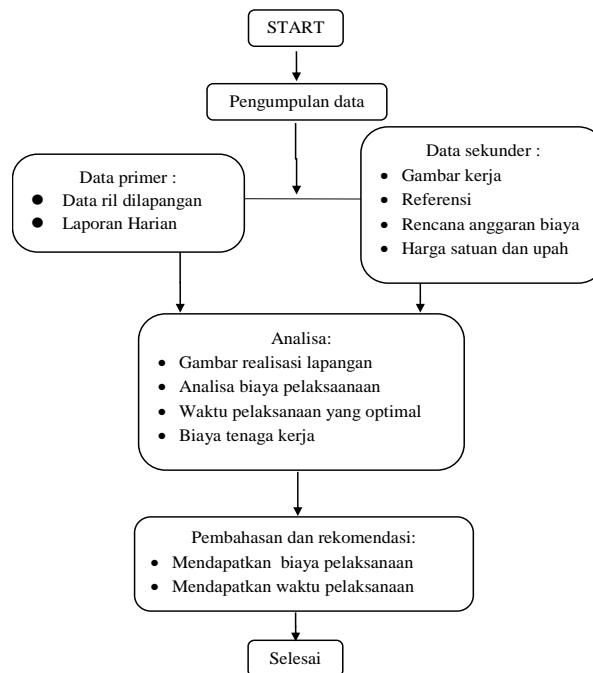 START
Pengumpulan data
Data primer :
● Data ril dilapangan
● Laporan Harian
Data sekunder :
• Gambar kerja
• Referensi
• Rencana anggaran biaya
• Harga satuan dan upah
Analisa:
• Gambar realisasi lapangan
• Analisa biaya pelaksaanaan
• Waktu pelaksanaan yang optimal
• Biaya tenaga kerja
Pembahasan dan rekomendasi:
• Mendapatkan  biaya pelaksanaan
• Mendapatkan waktu pelaksanaan
Selesai